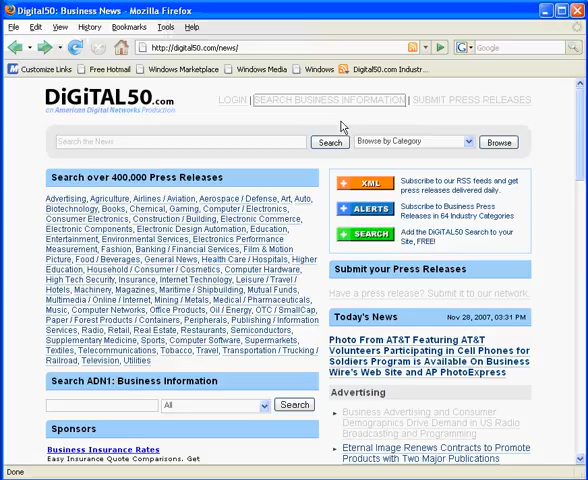 Digital50: Business News - Mozilla Firefox
File Edit View History Bookmarks Tools Help
http://digital50.com/news/
Google
Customize Links Free Hotmail Windows Marketplace Windows Media Windows Digital50.com Industr...
DiGiTAL50.com
an American Digital Networks Production
LOGIN | SEARCH BUSINESS INFORMATION | SUBMIT PRESS RELEASES
Search the News Search Browse by Category Browse
Search over 400,000 Press Releases
Advertising, Agriculture, Airlines / Aviation, Aerospace / Defense, Art, Auto,
Biotechnology, Books, Chemical, Gaming, Computer / Electronics,
Consumer Electronics, Construction / Building, Electronic Commerce,
Electronic Components, Electronic Design Automation, Education,
Entertainment, Environmental Services, Electronics Performance
Measurement, Fashion, Banking / Financial Services, Film & Motion
Picture, Food / Beverages, General News, Health Care / Hospitals, Higher
Education, Household / Consumer / Cosmetics, Computer Hardware,
High Tech Security, Insurance, Internet Technology, Leisure / Travel /
Hotels, Machinery, Magazines, Maritime / Shipbuilding, Mutual Funds,
Multimedia / Online / Internet, Mining / Metals, Medical / Pharmaceuticals,
Music, Computer Networks, Office Products, Oil / Energy, OTC / SmallCap,
Paper / Forest Products / Containers, Peripherals, Publishing / Information
Services, Radio, Retail, Real Estate, Restaurants, Semiconductors,
Supplementary Medicine, Sports, Computer Software, Supermarkets,
Textiles, Telecommunications, Tobacco, Travel, Transportation / Trucking /
Railroad, Television, Utilities
Search ADN1: Business Information
All Search
Sponsors
Business Insurance Rates
Easy Insurance Quote Comparisons. Get
XML
Subscribe to our RSS feeds and get
press releases delivered daily.
ALERTS
Subscribe to Business Press
Releases in 64 Industry Categories
SEARCH
Add the DiGiTAL50 Search to your
Site, FREE!
Submit your Press Releases
Have a press release? Submit it to our network.
Today's News Nov 28, 2007, 03:31 PM
Photo From AT&T Featuring AT&T
Volunteers Participating in Cell Phones for
Soldiers Program is Available On Business
Wire's Web Site and AP PhotoExpress
Advertising
Business Advertising and Consumer
Demographics Drive Demand in US Radio
Broadcasting and Programming
Eternal Image Renews Contracts to Promote
Products with Two Major Publications
Done